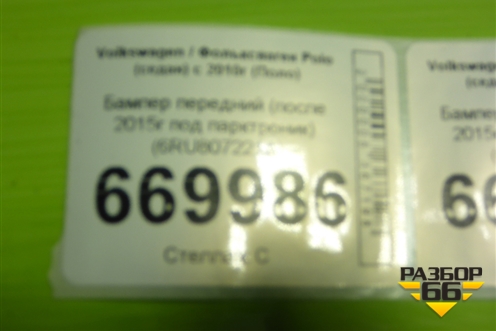 Volkswagen / Фольксваген Polo
(седан) с 2010г (Поло)
Бампер передний (после
2015г под парктроник)
669986
Стеллаж С
Volkswagen
(седан)
Бампер
2015г
66
РАЗБОР
66